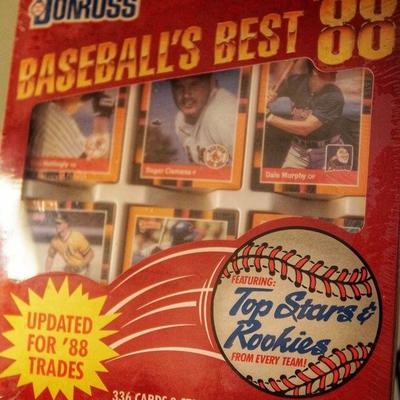 DONRUSS
BASEBALL'S BEST '88
Mattingly
Roger Clemens P
Dale Murphy OF
UPDATED
FOR '88
TRADES
FEATURING:
Top Stars &
Rookies
FROM EVERY TEAM!
336 CARDS &